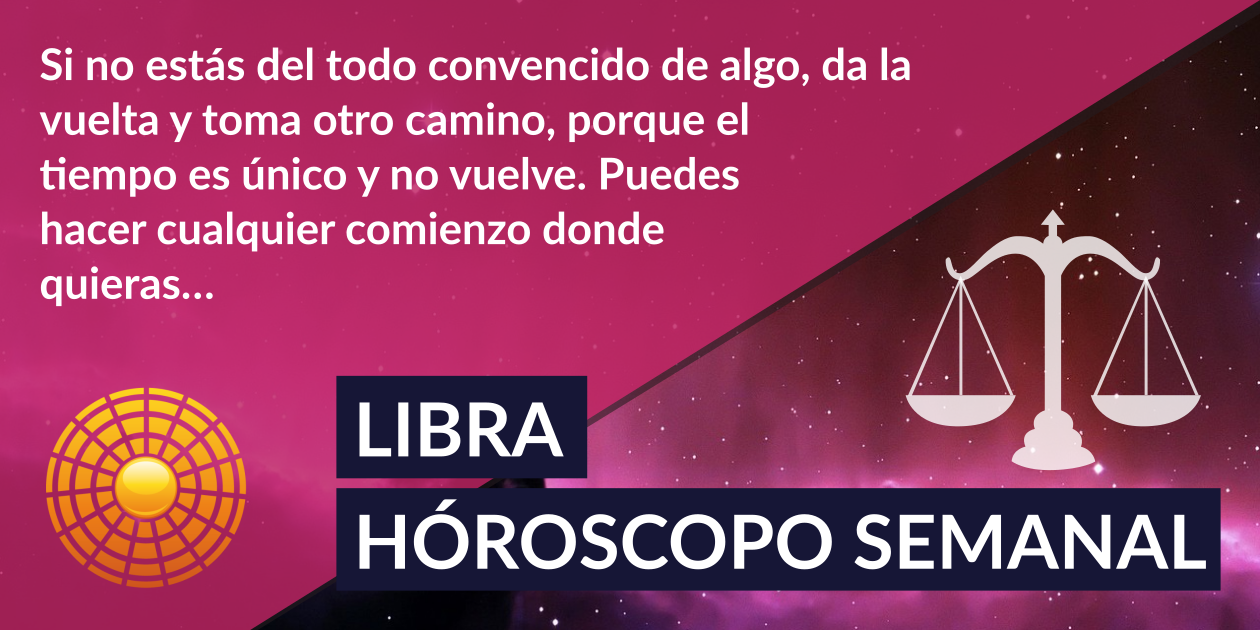 Si no estás del todo convencido de algo, da la
vuelta y toma otro camino, porque el
tiempo es único y no vuelve. Puedes
hacer cualquier comienzo donde
quieras...
LIBRA
HÓROSCOPO SEMANAL